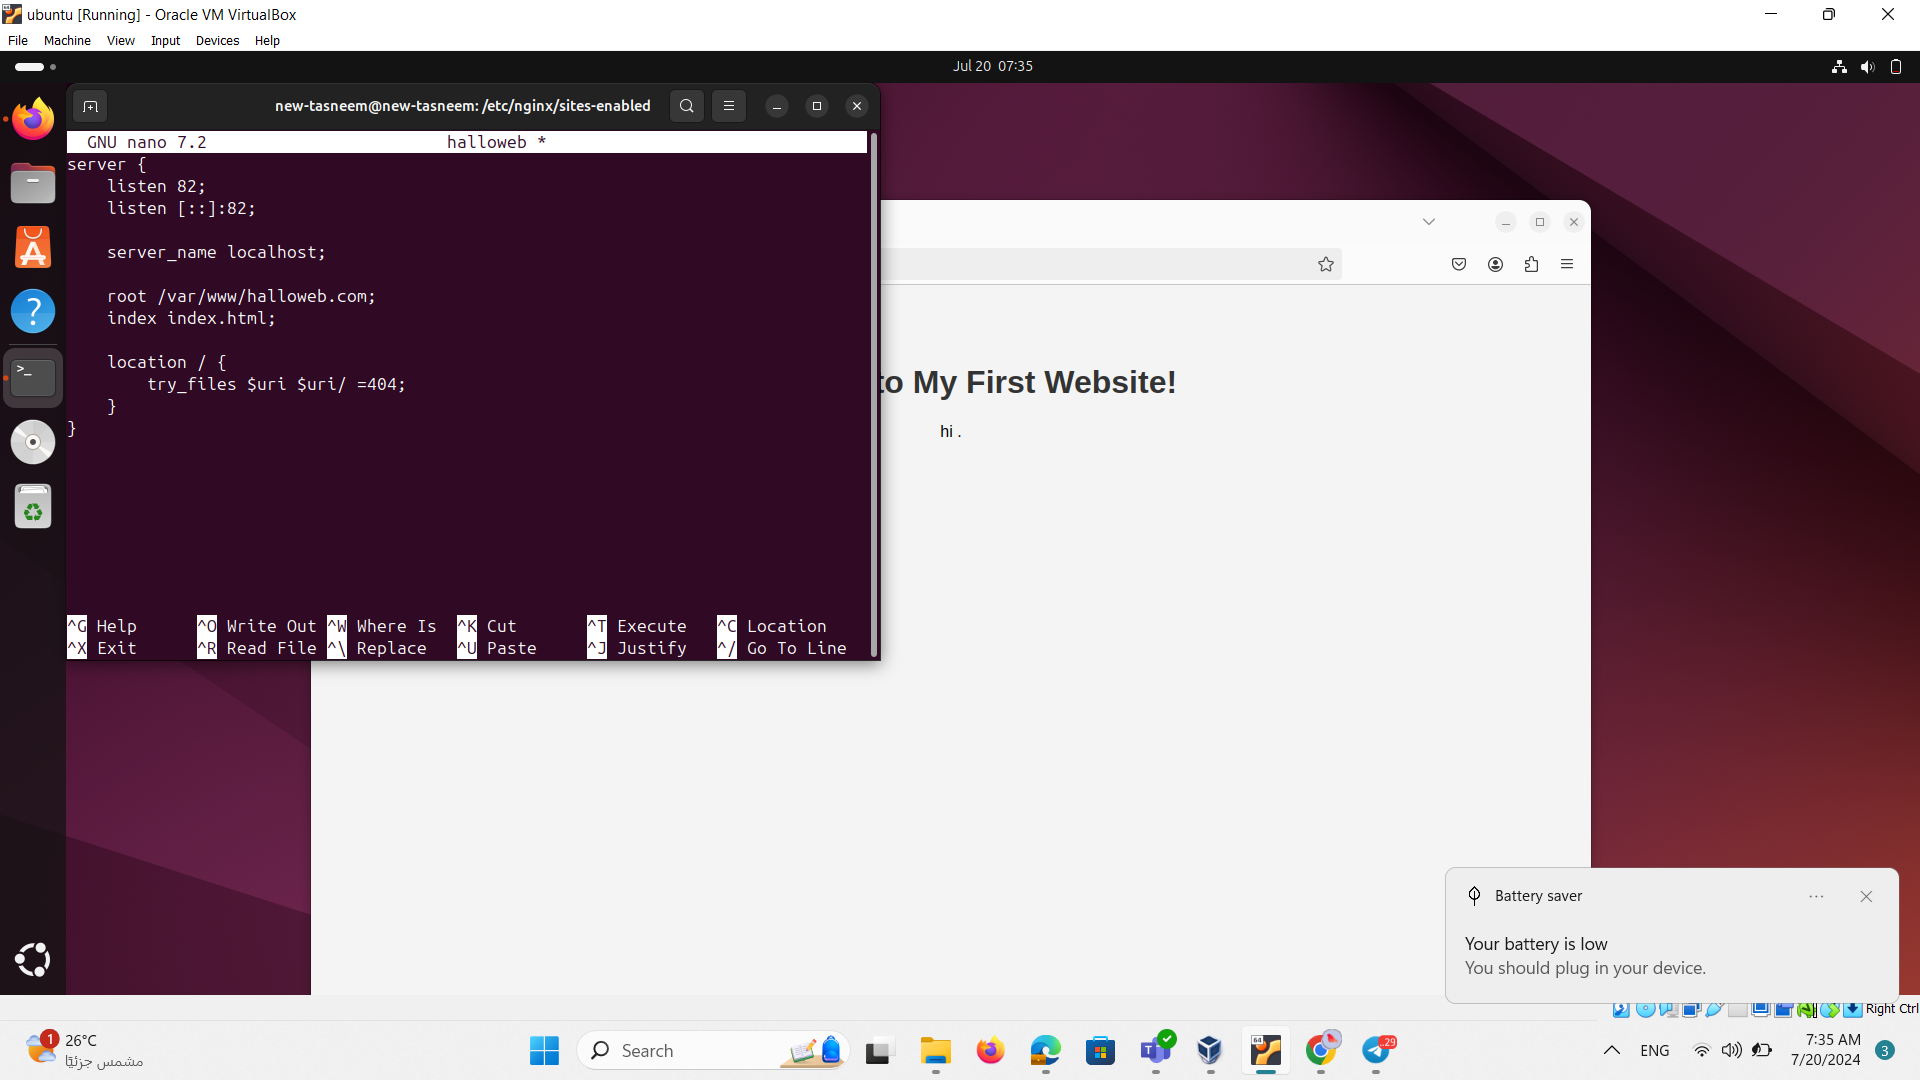 ubuntu [Running] - Oracle VM VirtualBox
File Machine View Input Devices Help
Jul 20 07:35
new-tasneem@new-tasneem: /etc/nginx/sites-enabled
GNU nano 7.2 halloweb *
server {
listen 82;
listen [::]:82;
server_name localhost;
root /var/www/halloweb.com;
index index.html;
location / {
try_files $uri $uri/ =404;
}
}
^G Help ^O Write Out ^W Where Is ^K Cut ^T Execute ^C Location
^X Exit ^R Read File ^\ Replace ^U Paste ^J Justify ^/ Go To Line
to My First Website!
hi .
Battery saver
Your battery is low
You should plug in your device.
Right Ctrl
1
26°C
مشمس جزئيًا
Search
64
29
ENG
7:35 AM
7/20/2024
3